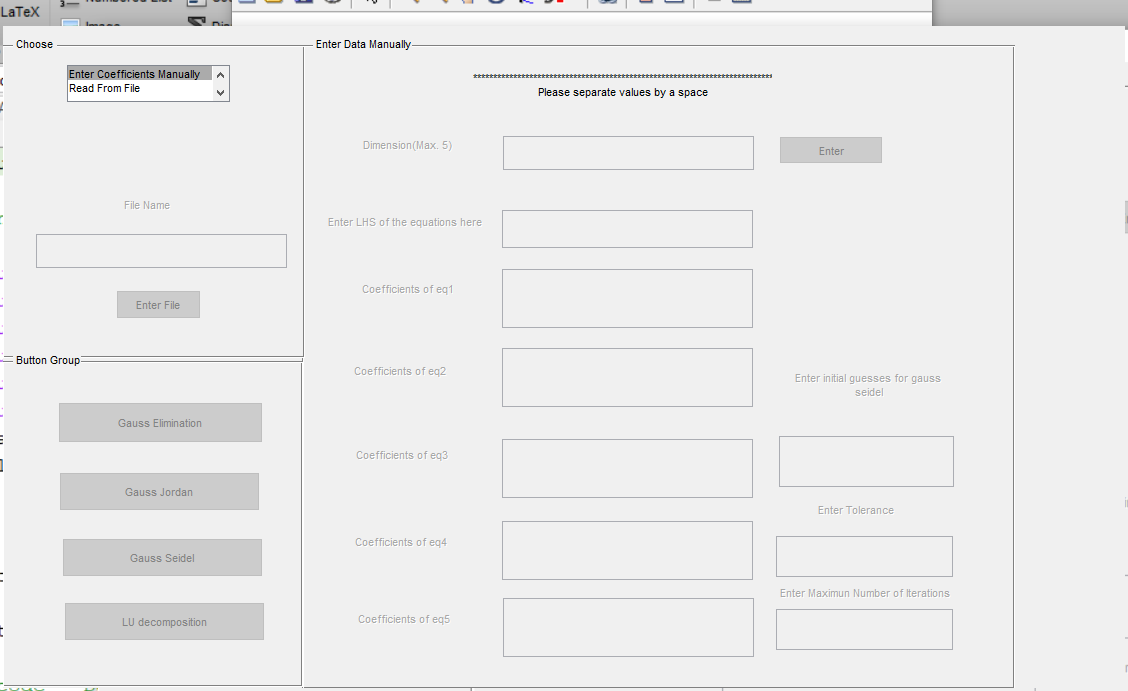 LaTeX
Choose
Enter Coefficients Manually
Read From File
File Name
Enter File
Button Group
Gauss Elimination
Gauss Jordan
Gauss Seidel
LU decomposition
Enter Data Manually
Please separate values by a space
Dimension(Max. 5)
Enter
Enter LHS of the equations here
Coefficients of eq1
Coefficients of eq2
Enter initial guesses for gauss
seidel
Coefficients of eq3
Enter Tolerance
Coefficients of eq4
Enter Maximun Number of Iterations
Coefficients of eq5